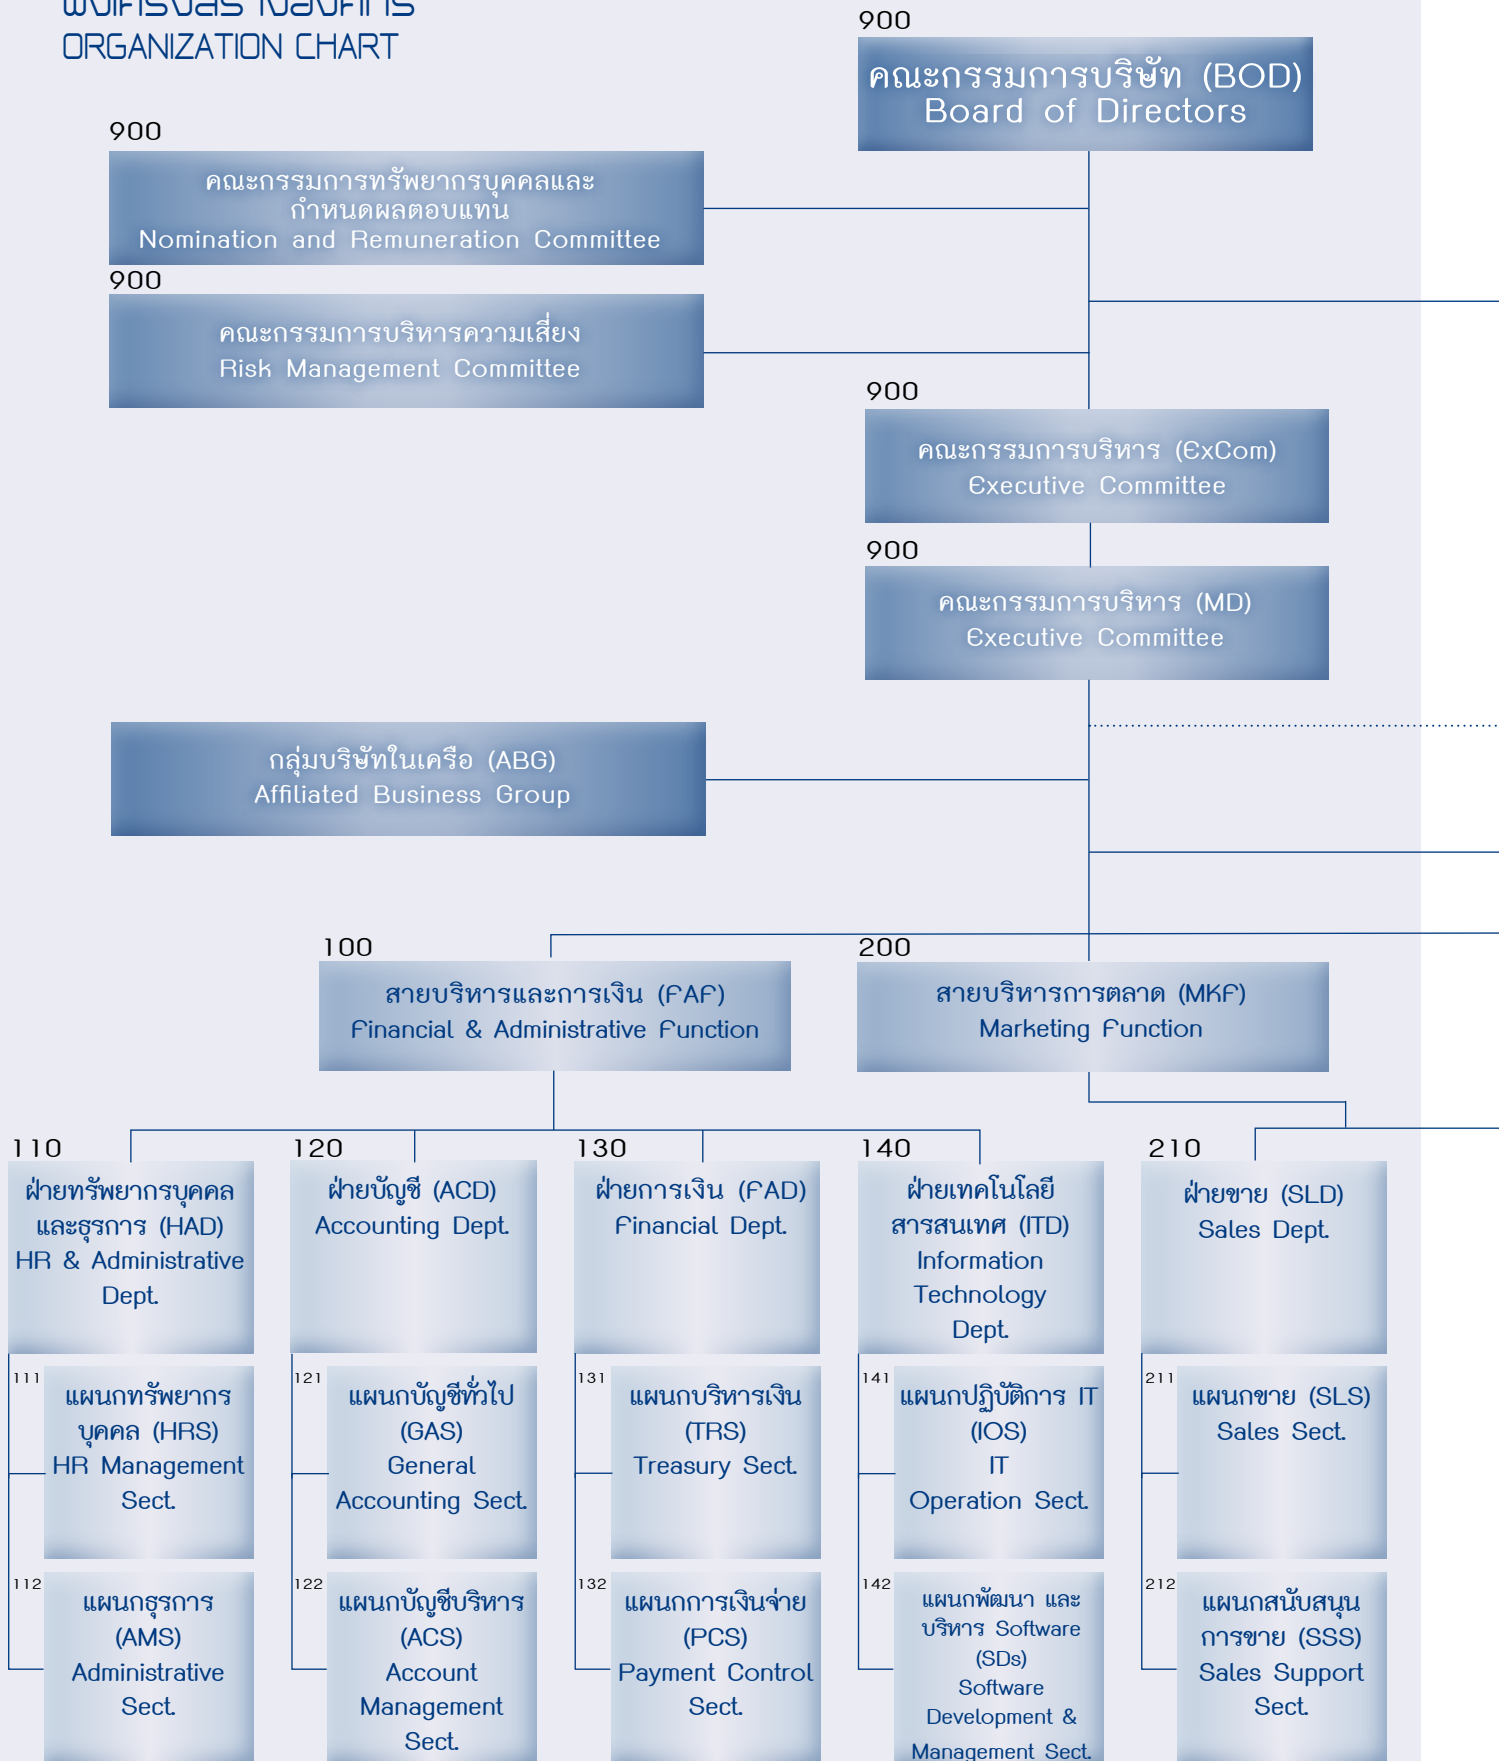 ORGANIZATION CHART
900
คณะกรรมการบริษัท (BOD)
Board of Directors
900
คณะกรรมการทรัพยากรบุคคลและ
กำหนดผลตอบแทน
Nomination and Remuneration Committee
900
คณะกรรมการบริหารความเสี่ยง
Risk Management Committee
900
คณะกรรมการบริหาร (ExCom)
Executive Committee
900
คณะกรรมการบริหาร (MD)
Executive Committee
กลุ่มบริษัทในเครือ (ABG)
Affiliated Business Group
100
สายบริหารและการเงิน (FAF)
Financial & Administrative Function
200
สายบริหารการตลาด (MKF)
Marketing Function
110
ฝ่ายทรัพยากรบุคคล
และธุรการ (HAD)
HR & Administrative
Dept.
120
ฝ่ายบัญชี (ACD)
Accounting Dept.
130
ฝ่ายการเงิน (FAD)
Financial Dept.
140
ฝ่ายเทคโนโลยี
สารสนเทศ (ITD)
Information
Technology
Dept.
210
ฝ่ายขาย (SLD)
Sales Dept.
111
แผนกทรัพยากร
บุคคล (HRS)
HR Management
Sect.
121
แผนกบัญชีทั่วไป
(GAS)
General
Accounting Sect.
131
แผนกบริหารเงิน
(TRS)
Treasury Sect.
141
แผนกปฏิบัติการ IT
(IOS)
IT
Operation Sect.
211
แผนกขาย (SLS)
Sales Sect.
112
แผนกธุรการ
(AMS)
Administrative
Sect.
122
แผนกบัญชีบริหาร
(ACS)
Account
Management
Sect.
132
แผนกการเงินจ่าย
(PCS)
Payment Control
Sect.
142
แผนกพัฒนา และ
บริหาร Software
(SDs)
Software
Development &
Management Sect.
212
แผนกสนับสนุน
การขาย (SSS)
Sales Support
Sect.